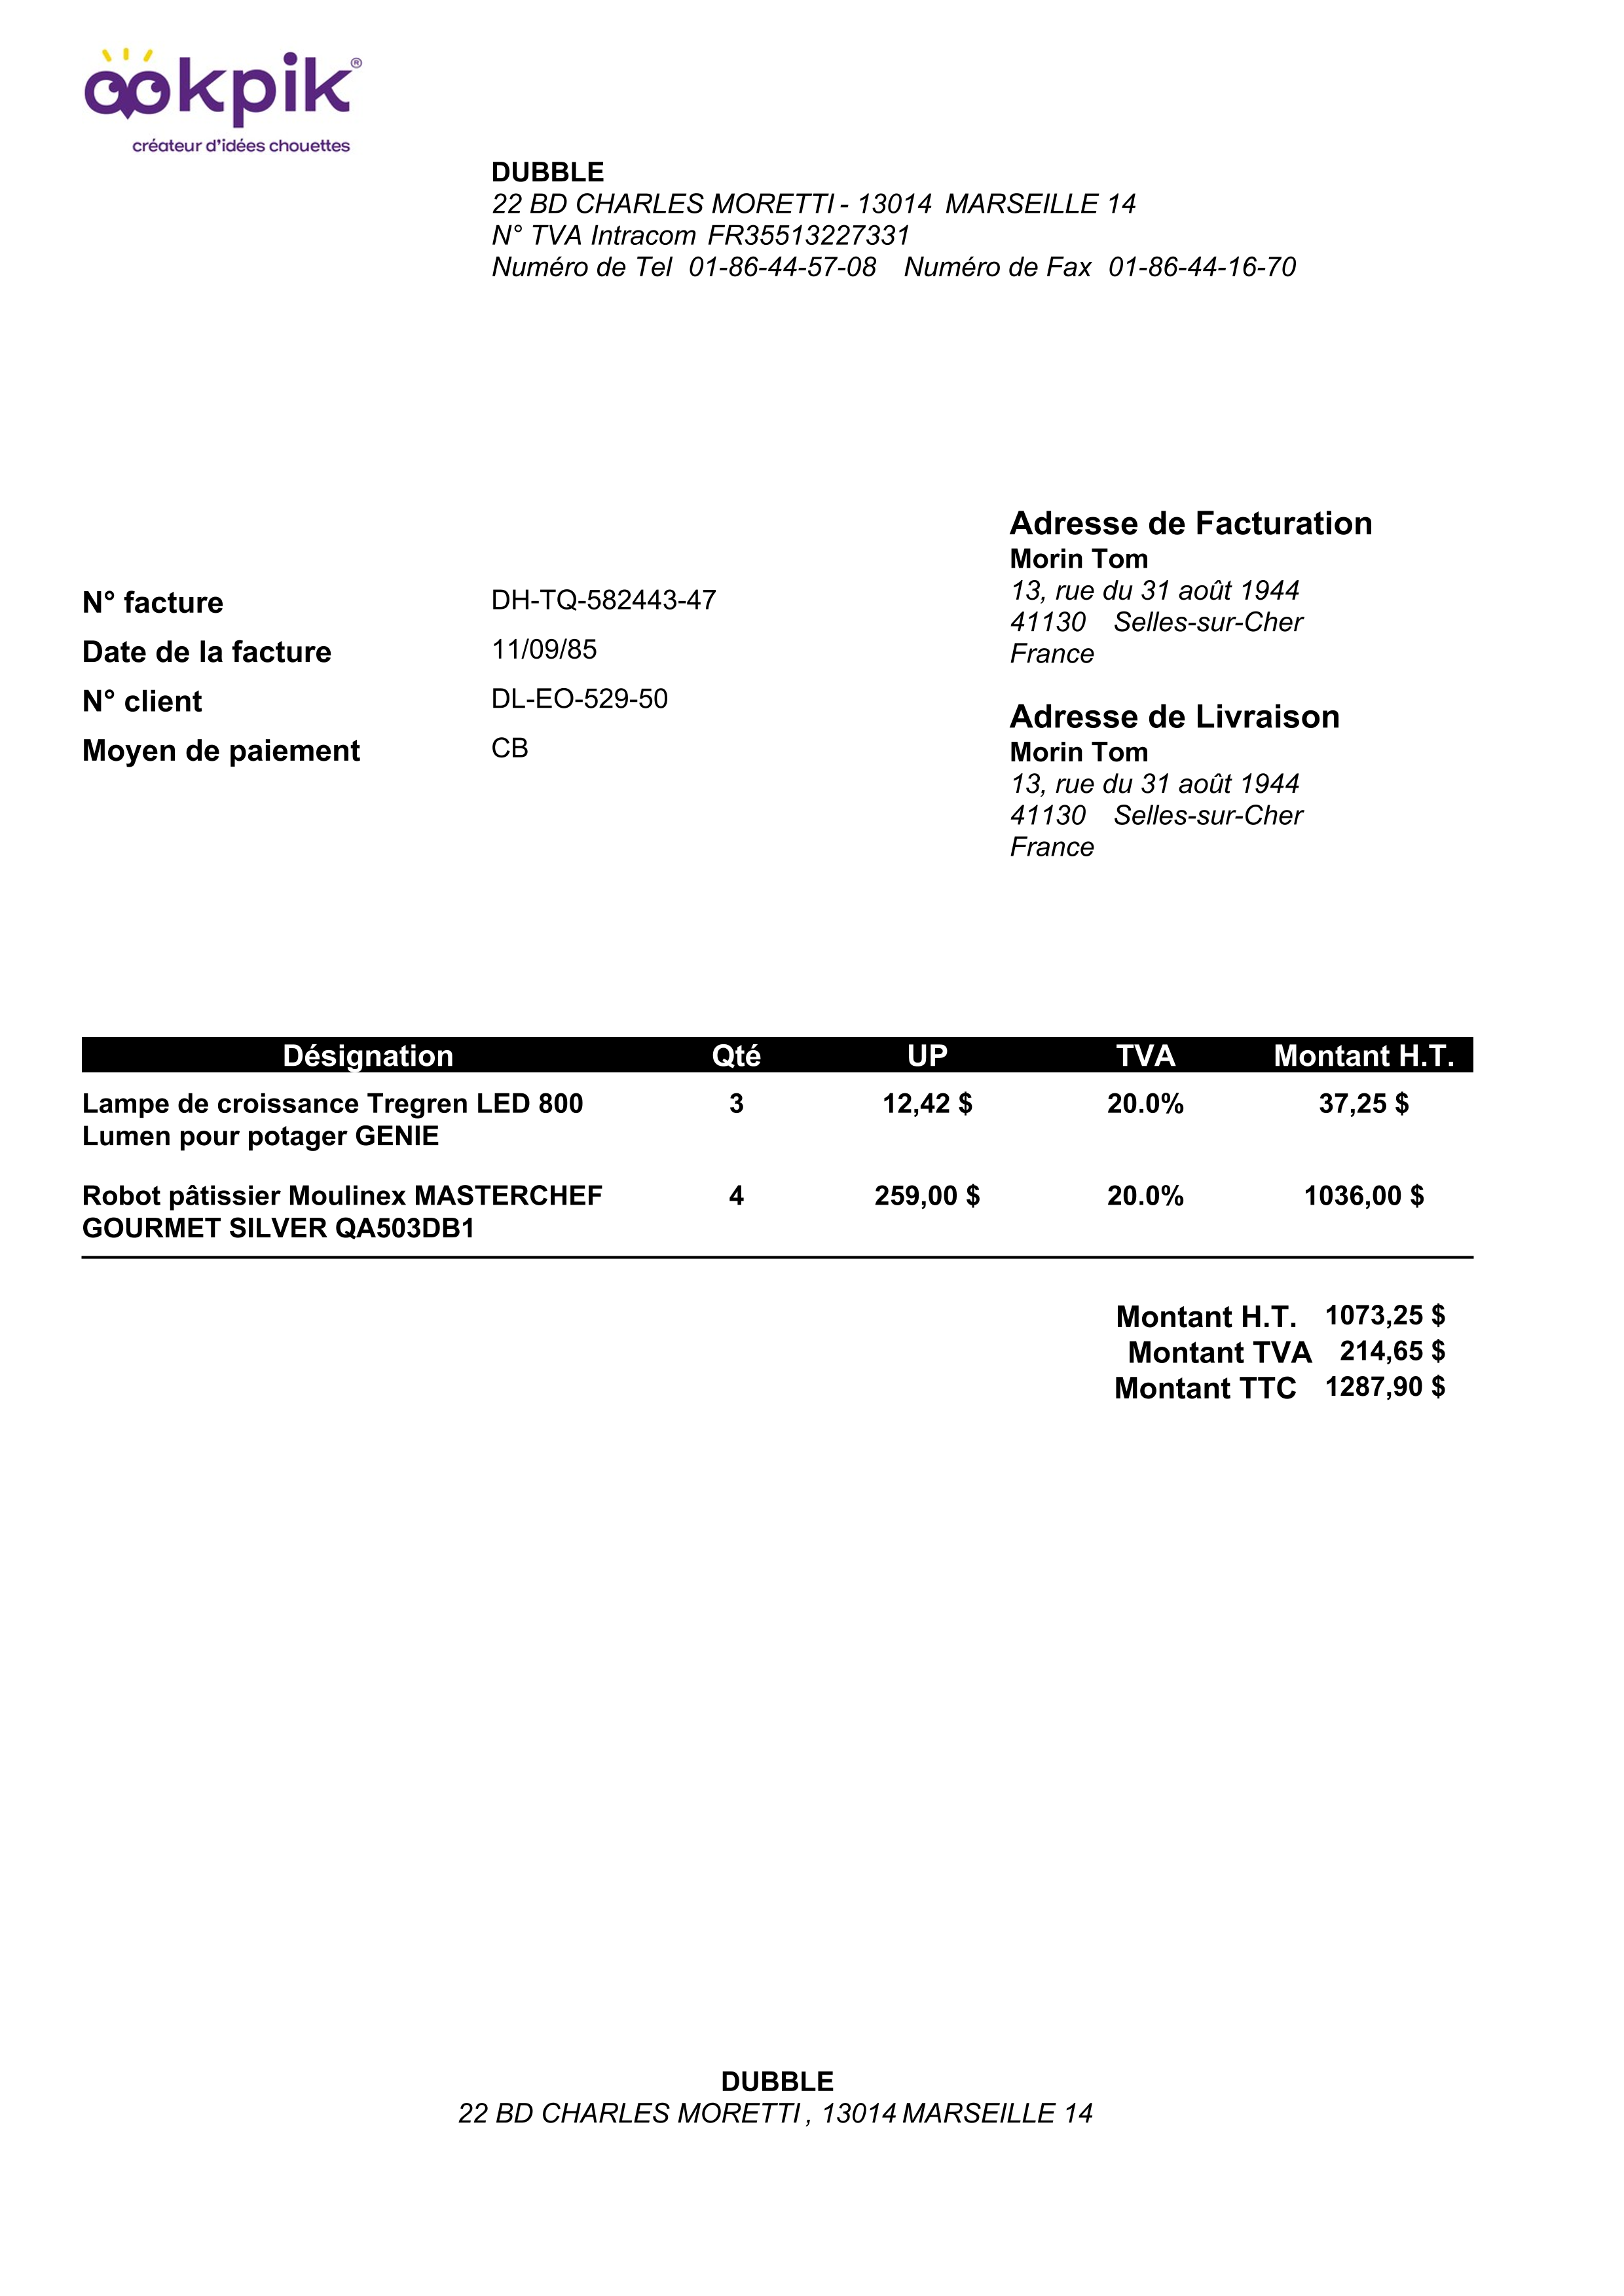 ookpik®
créateur d'idées chouettes
DUBBLE
22 BD CHARLES MORETTI - 13014 MARSEILLE 14
N° TVA Intracom FR35513227331
Numéro de Tel 01-86-44-57-08 Numéro de Fax 01-86-44-16-70
Adresse de Facturation
Morin Tom
13, rue du 31 août 1944
41130 Selles-sur-Cher
France
N° facture DH-TQ-582443-47
Date de la facture 11/09/85
N° client DL-EO-529-50
Moyen de paiement CB
Adresse de Livraison
Morin Tom
13, rue du 31 août 1944
41130 Selles-sur-Cher
France
Désignation Qté UP TVA Montant H.T.
Lampe de croissance Tregren LED 800 3 12,42 $ 20.0% 37,25 $
Lumen pour potager GENIE
Robot pâtissier Moulinex MASTERCHEF 4 259,00 $ 20.0% 1036,00 $
GOURMET SILVER QA503DB1
Montant H.T. 1073,25 $
Montant TVA 214,65 $
Montant TTC 1287,90 $
DUBBLE
22 BD CHARLES MORETTI , 13014 MARSEILLE 14